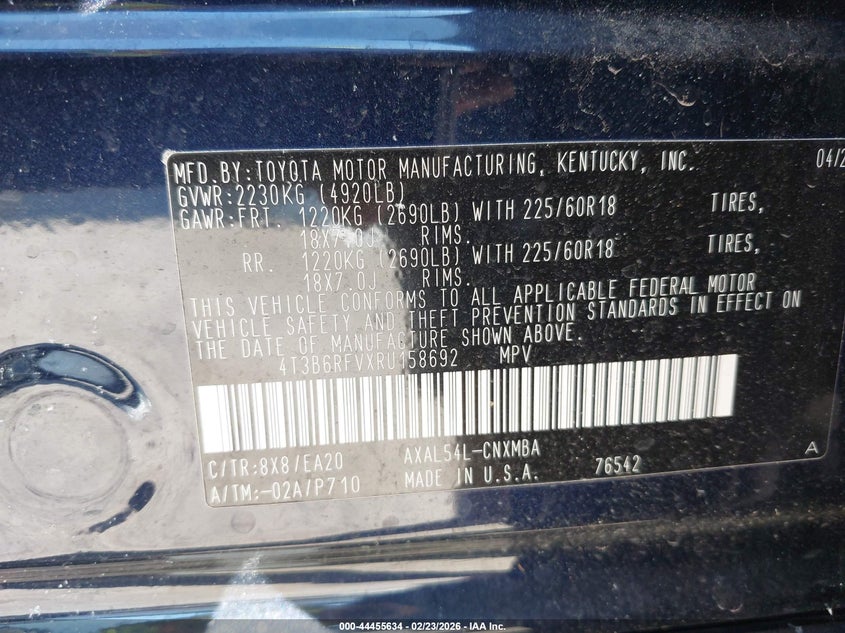 MFD. BY: TOYOTA MOTOR MANUFACTURING, KENTUCKY, INC. 04/2
GVWR: 2230KG (4920LB)
GAWR: FRT. 1220KG (2690LB) WITH 225/60R18 TIRES,
18X7.0J RIMS.
RR. 1220KG (2690LB) WITH 225/60R18 TIRES,
18X7.0J RIMS.
THIS VEHICLE CONFORMS TO ALL APPLICABLE FEDERAL MOTOR
VEHICLE SAFETY AND THEFT PREVENTION STANDARDS IN EFFECT ON
THE DATE OF MANUFACTURE SHOWN ABOVE.
4T3B6RFVXRU158692 MPV
C/TR: 8X8/EA20 AXAL54L-CNXMBA A
A/TM: -02A/P710 MADE IN U.S.A. 76542
000-44455634 - 02/23/2026 - IAA Inc.